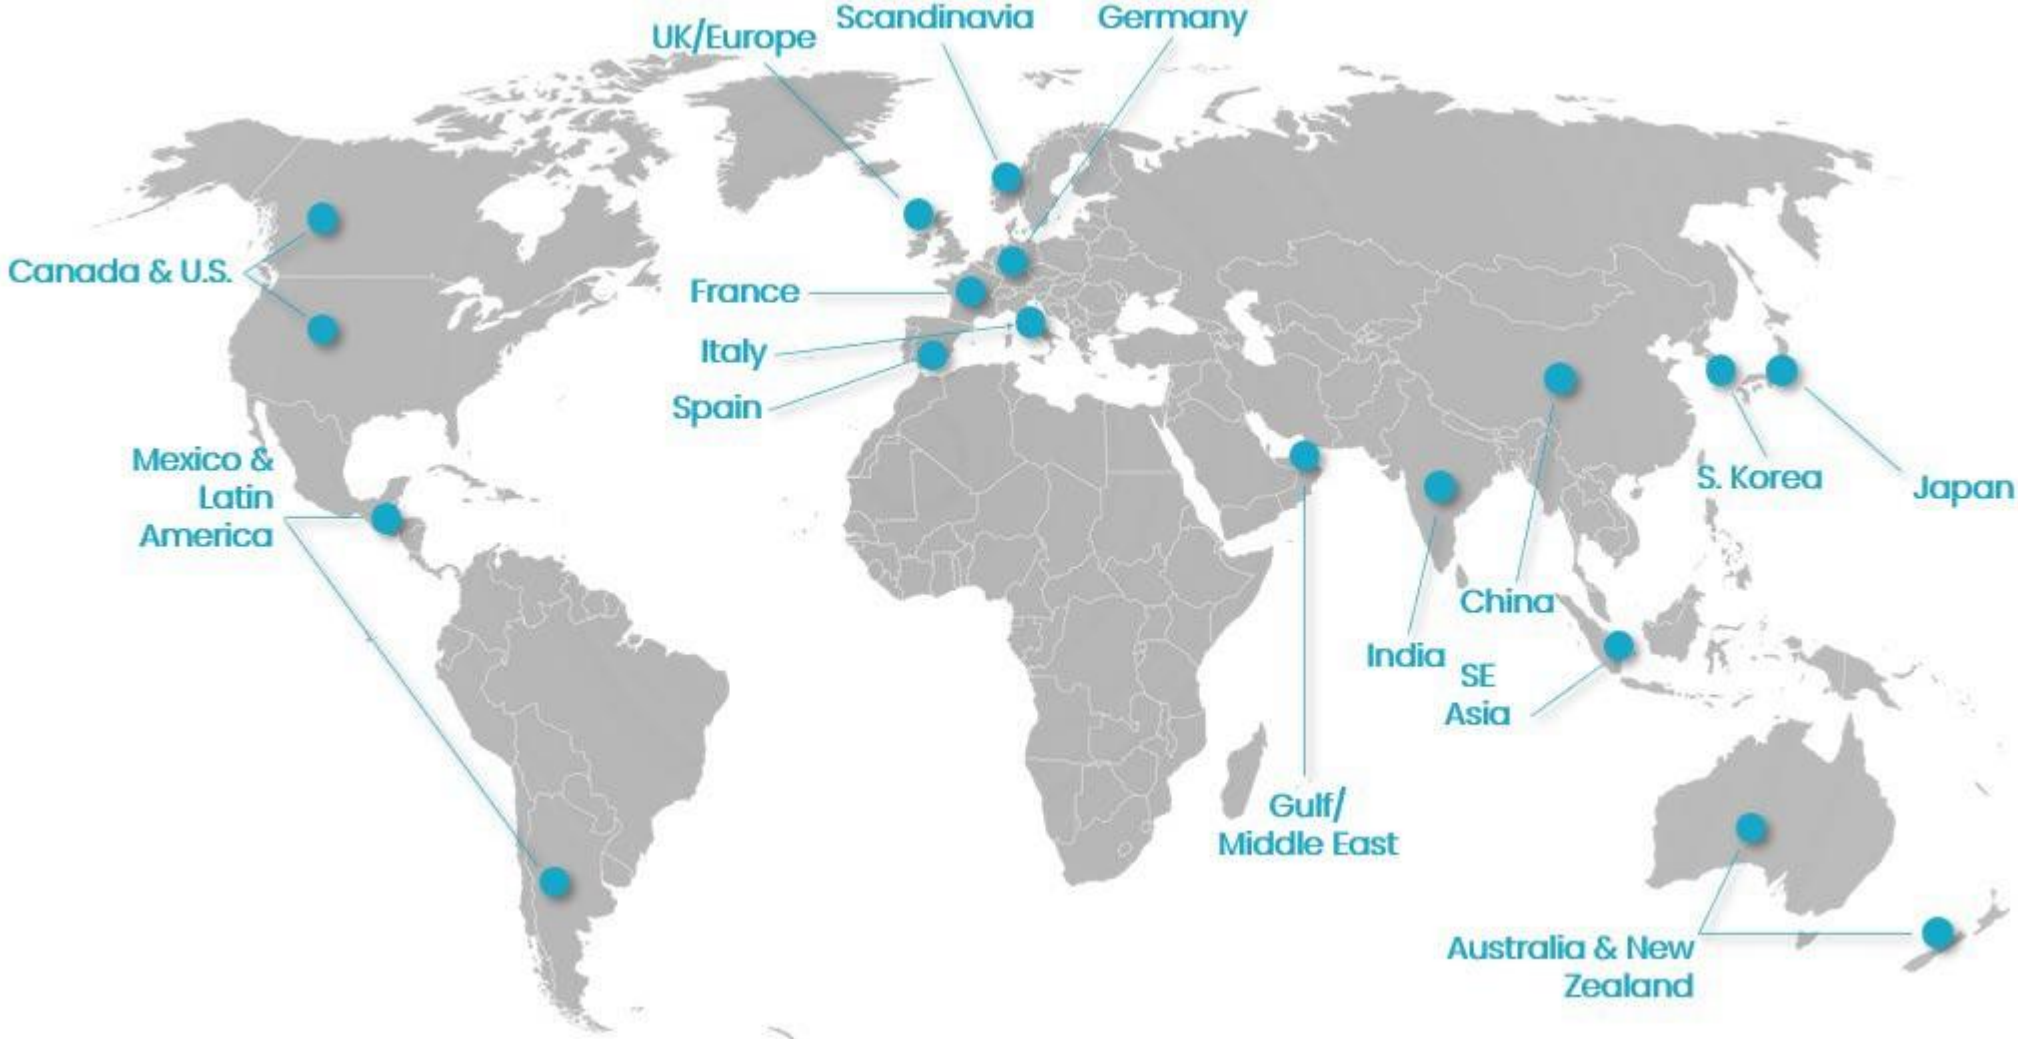 Scandinavia
Germany
UK/Europe
Canada & U.S.
France
Italy
Spain
Mexico &
Latin
America
S. Korea
Japan
China
India
SE
Asia
Gulf/
Middle East
Australia & New
Zealand